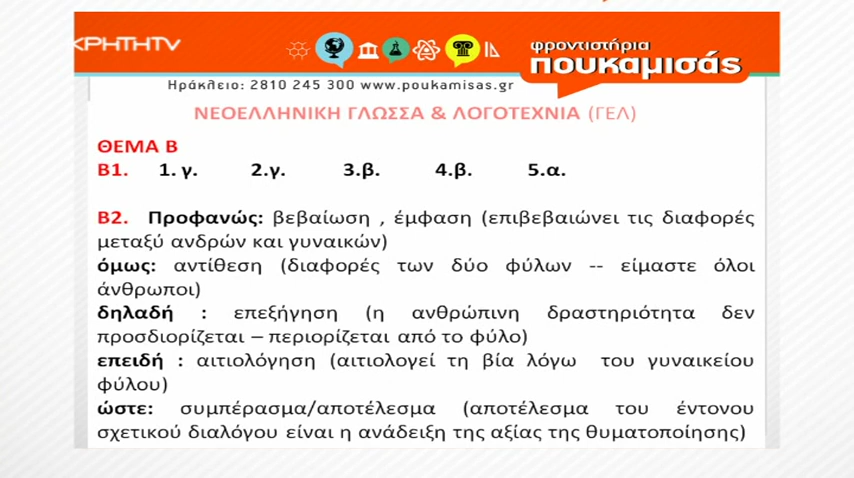 ΚΡΗΤΗTV
φροντιστήρια
πουκαμισάς
Ηράκλειο: 2810 245 300 www.poukamisas.gr
ΝΕΟΕΛΛΗΝΙΚΗ ΓΛΩΣΣΑ & ΛΟΓΟΤΕΧΝΙΑ (ΓΕΛ)
ΘΕΜΑ Β
Β1. 1. γ. 2.γ. 3.β. 4.β. 5.α.
Β2. Προφανώς: βεβαίωση , έμφαση (επιβεβαιώνει τις διαφορές
μεταξύ ανδρών και γυναικών)
όμως: αντίθεση (διαφορές των δύο φύλων -- είμαστε όλοι
άνθρωποι)
δηλαδή : επεξήγηση (η ανθρώπινη δραστηριότητα δεν
προσδιορίζεται – περιορίζεται από το φύλο)
επειδή : αιτιολόγηση (αιτιολογεί τη βία λόγω του γυναικείου
φύλου)
ώστε: συμπέρασμα/αποτέλεσμα (αποτέλεσμα του έντονου
σχετικού διαλόγου είναι η ανάδειξη της αξίας της θυματοποίησης)